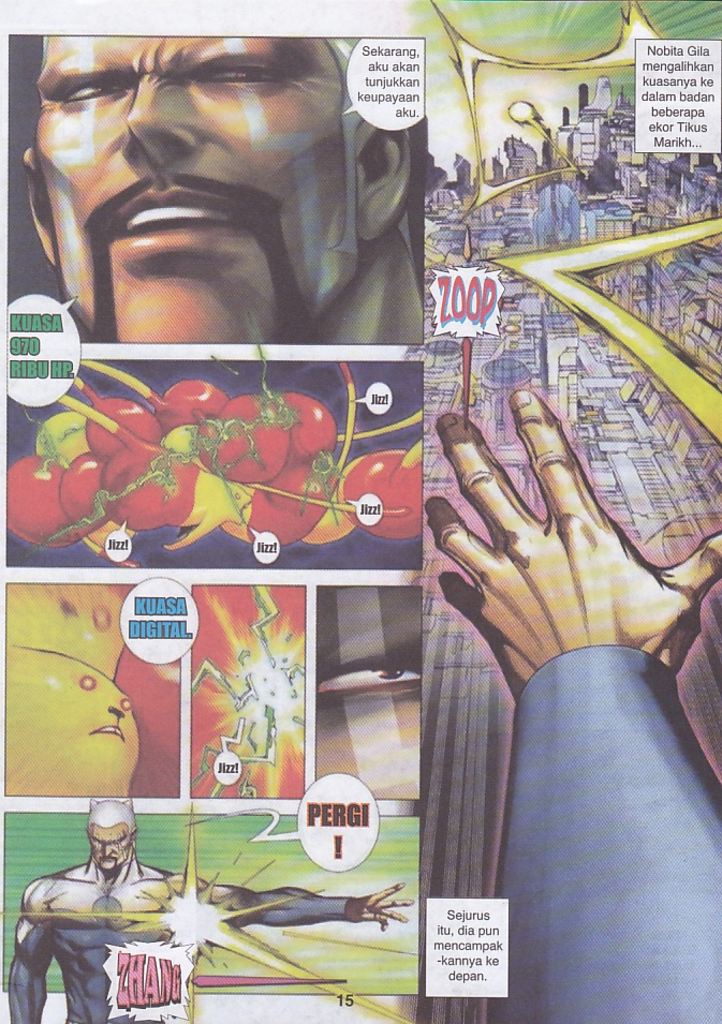 Sekarang,
aku akan
tunjukkan
keupayaan
aku.
KUASA
970
RIBU HP.
Jizz!
Jizz!
Jizz!
Jizz!
KUASA
DIGITAL.
Jizz!
PERGI
!
ZHANG
Nobita Gila
mengalihkan
kuasanya ke
dalam badan
beberapa
ekor Tikus
Marikh...
ZOOP
Sejurus
itu, dia pun
mencampak
-kannya ke
depan.
15